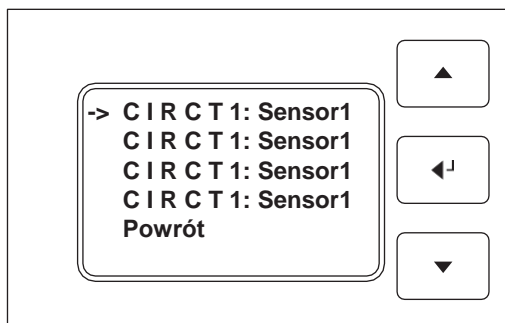 -> C I R C T 1: Sensor1
C I R C T 1: Sensor1
C I R C T 1: Sensor1
C I R C T 1: Sensor1
Powrót